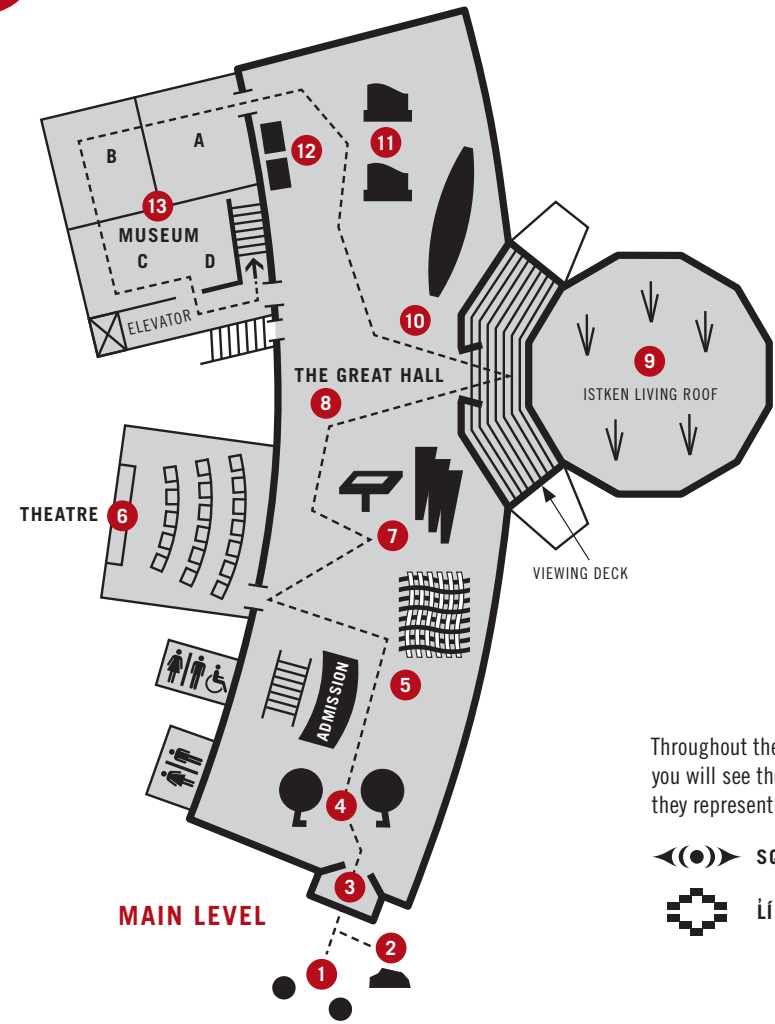 11
12
B
A
13
MUSEUM
C
D
ELEVATOR
10
9
ISTKEN LIVING ROOF
THE GREAT HALL
8
THEATRE
6
7
VIEWING DECK
5
ADMISSION
4
3
MAIN LEVEL
2
1
Throughout the
you will see the
they represent